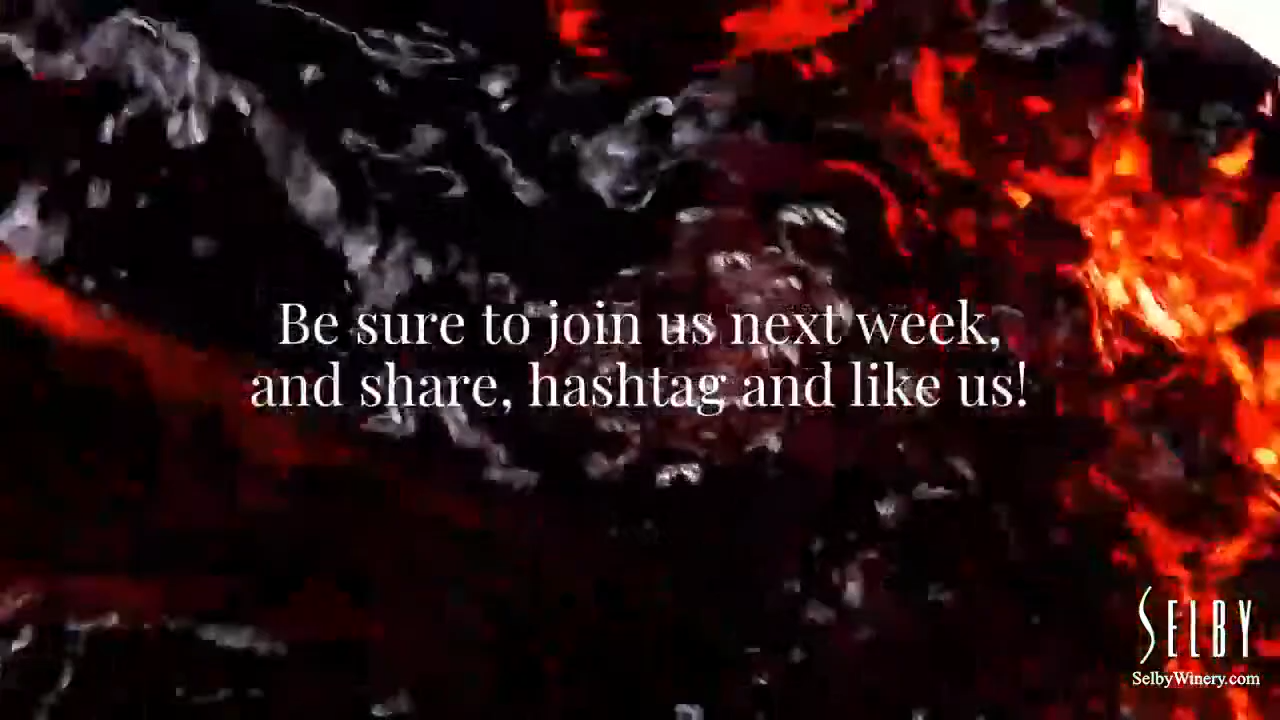 Be sure to join us next week,
and share, hashtag and like us!
SELBY
SelbyWinery.com